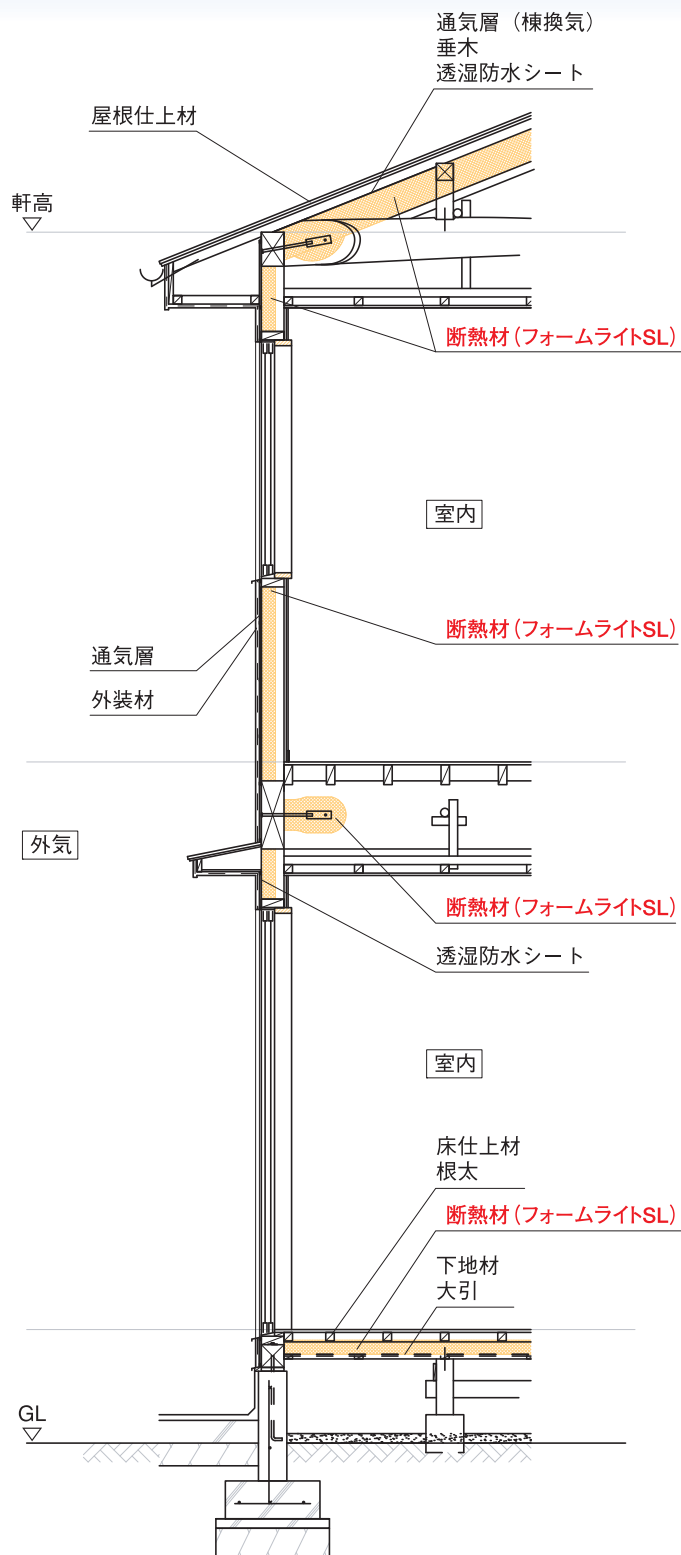 通気層（棟換気）
垂木
透湿防水シート
屋根仕上材
軒高
断熱材（フォームライトSL）
室内
断熱材（フォームライトSL）
通気層
外装材
外気
断熱材（フォームライトSL）
透湿防水シート
室内
床仕上材
根太
断熱材（フォームライトSL）
下地材
大引
GL